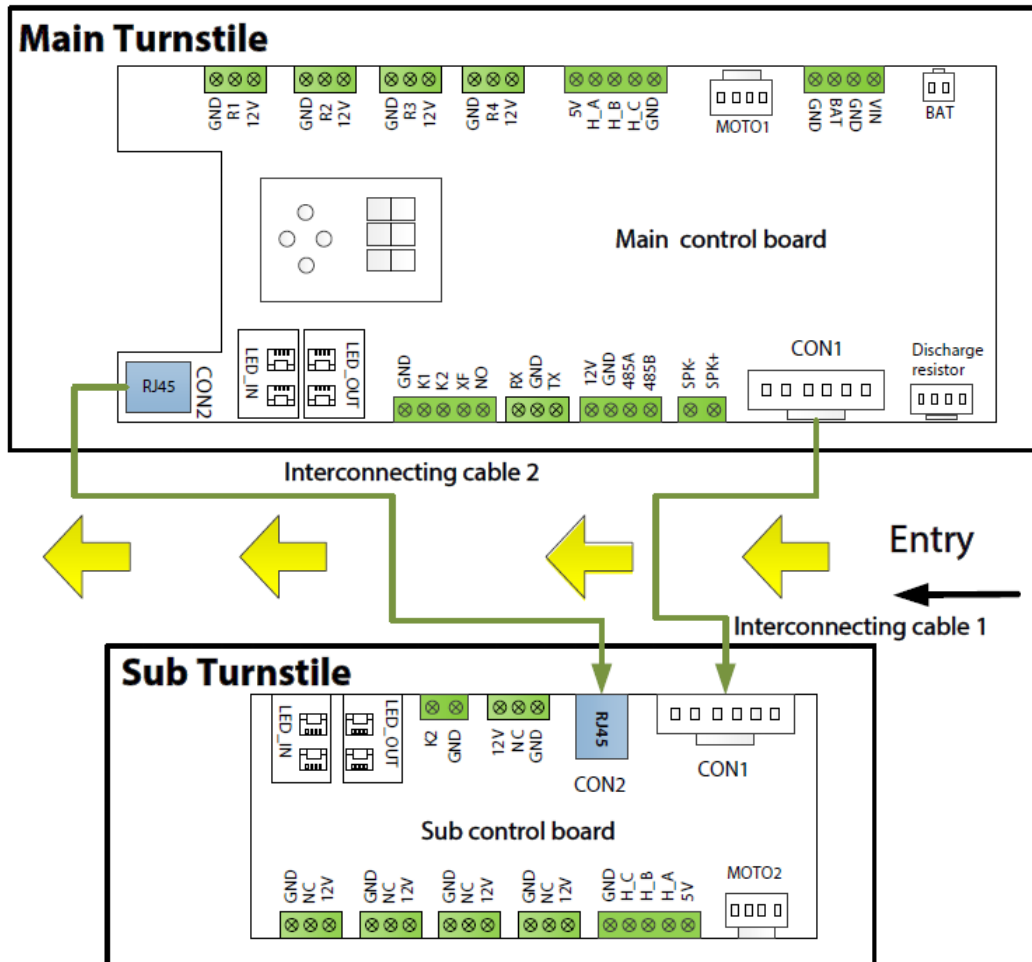 Main Turnstile
GND
R1
12V
GND
R2
12V
GND
R3
12V
GND
R4
12V
5V
H_A
H_B
H_C
GND
MOTO1
GND
BAT
GND
VIN
BAT
Main control board
LED_IN
LED_OUT
RJ45
CON2
GND
K1
K2
XF
NO
RX
GND
TX
12V
GND
485A
485B
SPK-
SPK+
CON1
Discharge
resistor
Interconnecting cable 2
Entry
Interconnecting cable 1
Sub Turnstile
LED_IN
LED_OUT
K2
GND
12V
NC
GND
RJ45
CON2
CON1
Sub control board
GND
NC
12V
GND
NC
12V
GND
NC
12V
GND
NC
12V
GND
H_C
H_B
H_A
5V
MOTO2